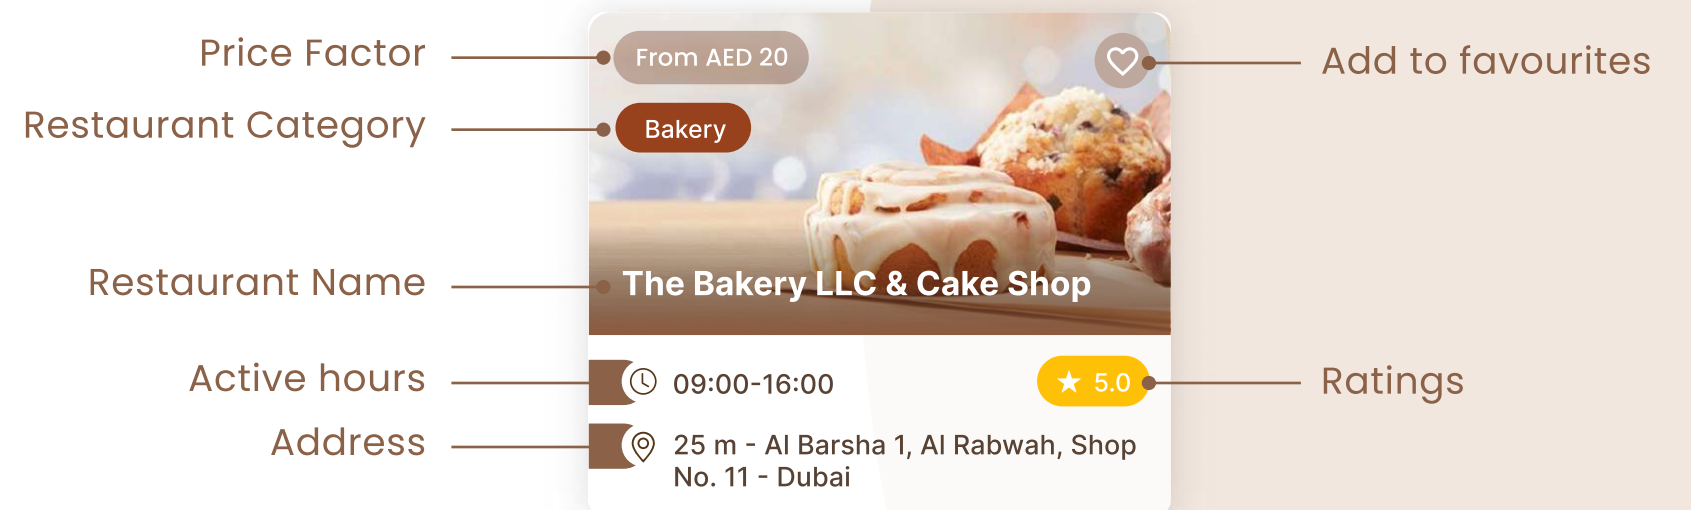 Price Factor
From AED 20
Add to favourites
Restaurant Category
Bakery
Restaurant Name
The Bakery LLC & Cake Shop
Active hours
09:00-16:00
5.0
Ratings
Address
25 m - Al Barsha 1, Al Rabwah, Shop
No. 11 - Dubai